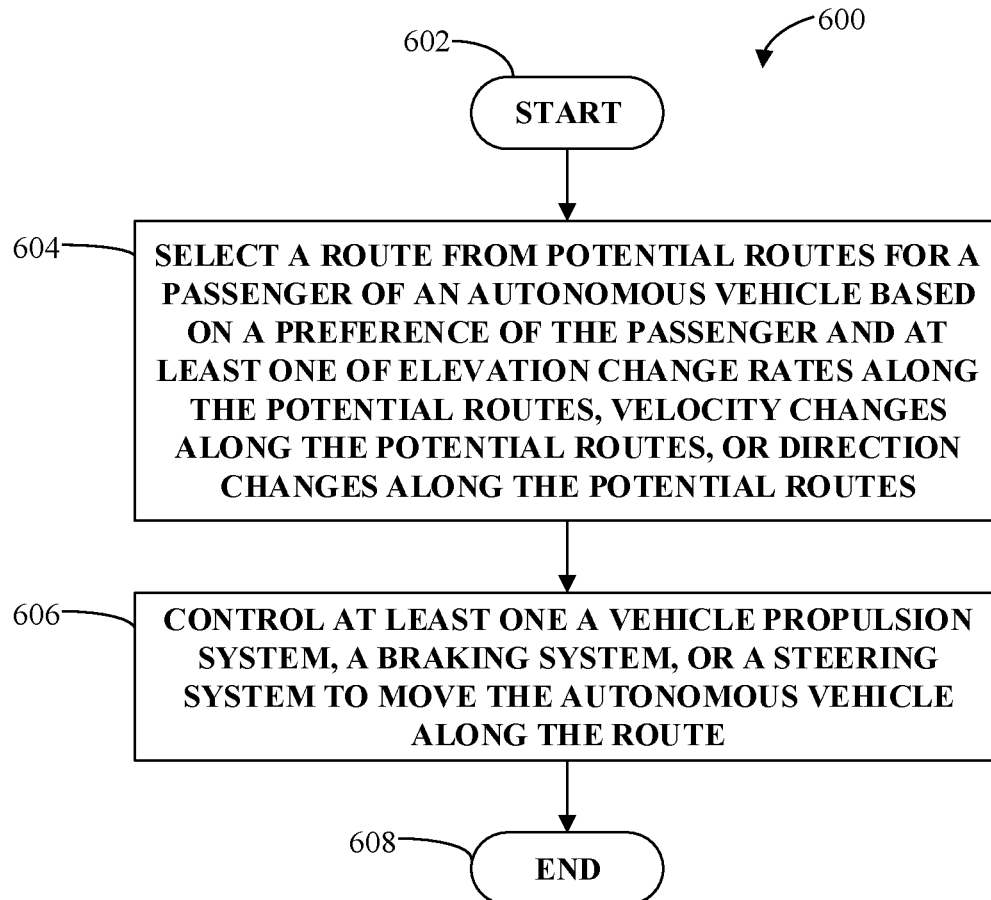 600
602
START
604
SELECT A ROUTE FROM POTENTIAL ROUTES FOR A
PASSENGER OF AN AUTONOMOUS VEHICLE BASED
ON A PREFERENCE OF THE PASSENGER AND AT
LEAST ONE OF ELEVATION CHANGE RATES ALONG
THE POTENTIAL ROUTES, VELOCITY CHANGES
ALONG THE POTENTIAL ROUTES, OR DIRECTION
CHANGES ALONG THE POTENTIAL ROUTES
606
CONTROL AT LEAST ONE A VEHICLE PROPULSION
SYSTEM, A BRAKING SYSTEM, OR A STEERING
SYSTEM TO MOVE THE AUTONOMOUS VEHICLE
ALONG THE ROUTE
608
END